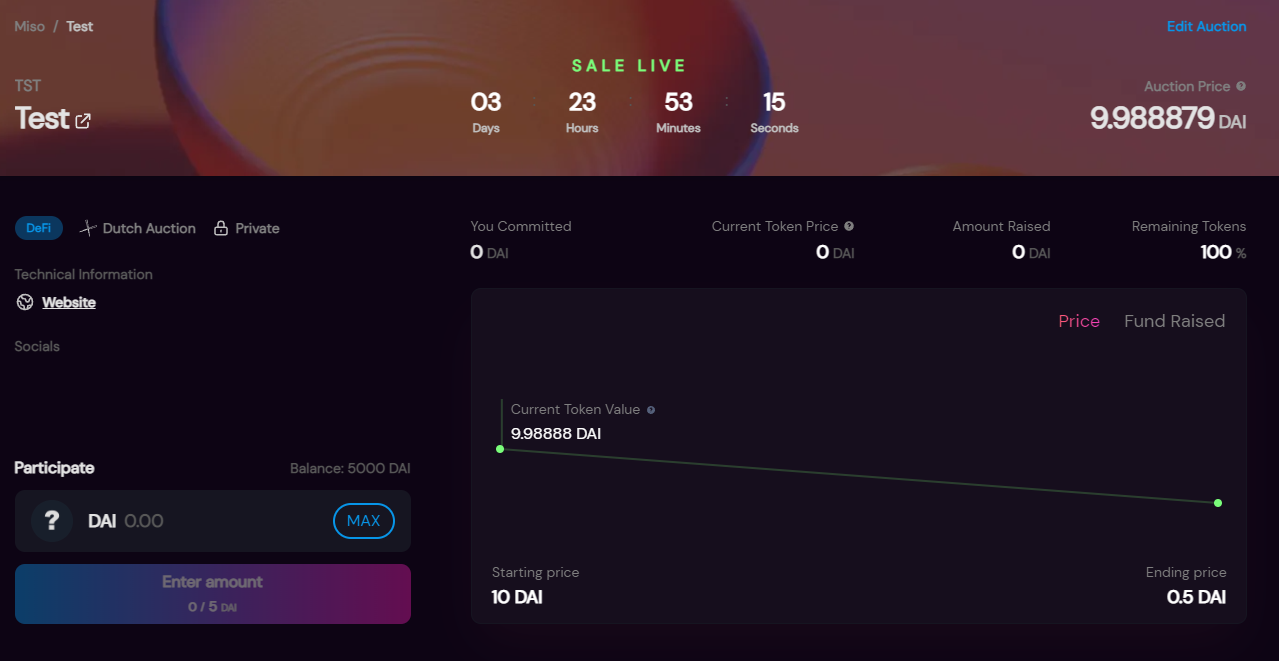 Miso / Test
Edit Auction
SALE LIVE
TST
Test
03 : 23 : 53 : 15
Days Hours Minutes Seconds
Auction Price ?
9.988879 DAI
DeFi Dutch Auction Private
Technical Information
Website
Socials
You Committed
0 DAI
Current Token Price ?
0 DAI
Amount Raised
0 DAI
Remaining Tokens
100 %
Price Fund Raised
Current Token Value ?
9.98888 DAI
Starting price
10 DAI
Ending price
0.5 DAI
Participate
Balance: 5000 DAI
? DAI 0.00 MAX
Enter amount
0 / 5 DAI